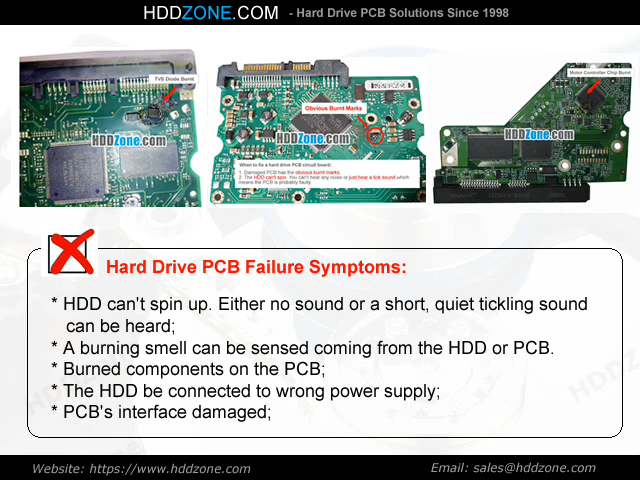 HDDZONE.COM - Hard Drive PCB Solutions Since 1998
TVS Diode Burnt
HDDZone.com
Obvious Burnt Marks
HDDZone.com
When to fix a hard drive PCB circuit board:
1. Damaged PCB has the obvious burnt marks.
2. The HDD can't spin. You can't hear any noise or just hear a tick sound which
means the PCB is probably faulty.
Motor Controller Chip Burnt
HDDZone.com
Hard Drive PCB Failure Symptoms:
* HDD can't spin up. Either no sound or a short, quiet tickling sound
can be heard;
* A burning smell can be sensed coming from the HDD or PCB.
* Burned components on the PCB;
* The HDD be connected to wrong power supply;
* PCB's interface damaged;
Website: https://www.hddzone.com
Email: sales@hddzone.com